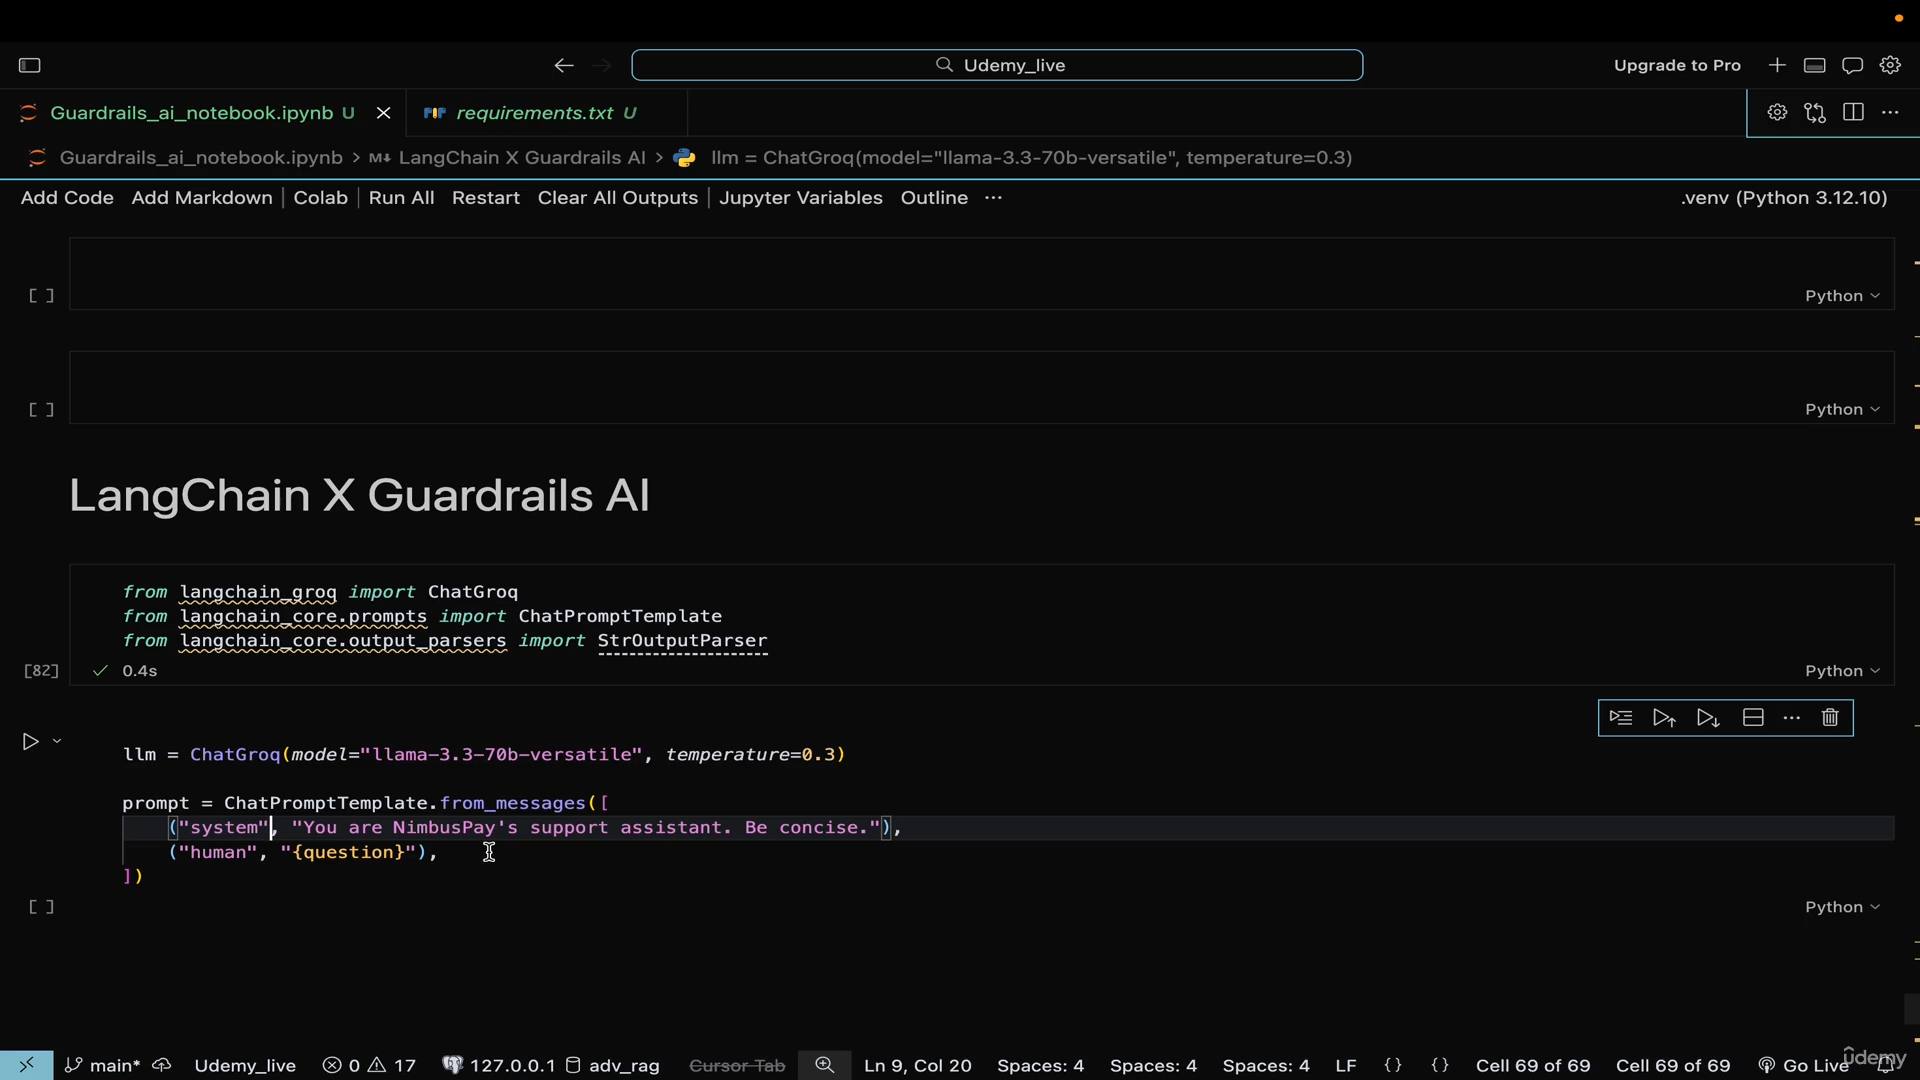 Udemy_live
Upgrade to Pro
Guardrails_ai_notebook.ipynb U
requirements.txt U
Guardrails_ai_notebook.ipynb > M↓ LangChain X Guardrails AI > llm = ChatGroq(model="llama-3.3-70b-versatile", temperature=0.3)
Add Code Add Markdown | Colab | Run All Restart Clear All Outputs | Jupyter Variables Outline ···
.venv (Python 3.12.10)
[ ]
Python
[ ]
Python
LangChain X Guardrails AI
from langchain_groq import ChatGroq
from langchain_core.prompts import ChatPromptTemplate
from langchain_core.output_parsers import StrOutputParser
[82] ✓ 0.4s
Python
llm = ChatGroq(model="llama-3.3-70b-versatile", temperature=0.3)
prompt = ChatPromptTemplate.from_messages([
("system", "You are NimbusPay's support assistant. Be concise."),
("human", "{question}"),
])
[ ]
Python
main* Udemy_live 0 17 127.0.0.1 adv_rag Cursor Tab Ln 9, Col 20 Spaces: 4 Spaces: 4 Spaces: 4 LF {} {} Cell 69 of 69 Cell 69 of 69 Go Live
udemy